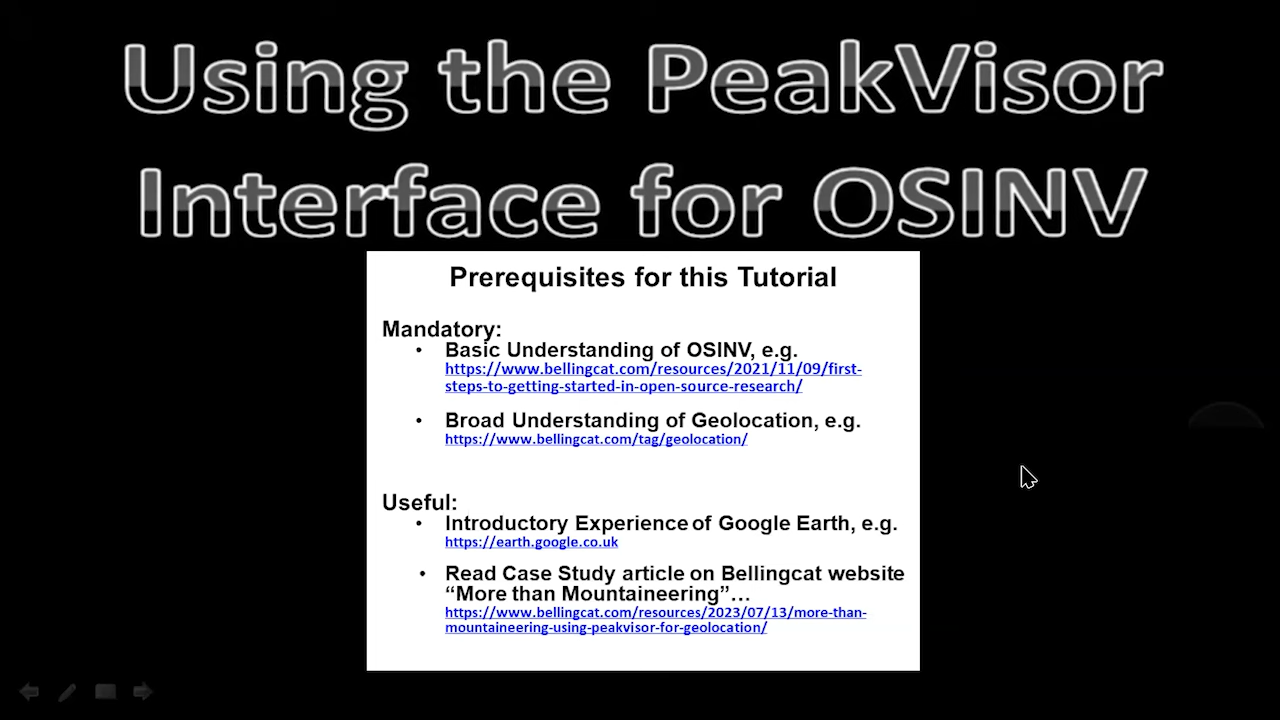 Using the PeakVisor
Interface for OSINV
Prerequisites for this Tutorial
Mandatory:
• Basic Understanding of OSINV, e.g.
https://www.bellingcat.com/resources/2021/11/09/first-
steps-to-getting-started-in-open-source-research/
• Broad Understanding of Geolocation, e.g.
https://www.bellingcat.com/tag/geolocation/
Useful:
• Introductory Experience of Google Earth, e.g.
https://earth.google.co.uk
• Read Case Study article on Bellingcat website
“More than Mountaineering”…
https://www.bellingcat.com/resources/2023/07/13/more-than-
mountaineering-using-peakvisor-for-geolocation/